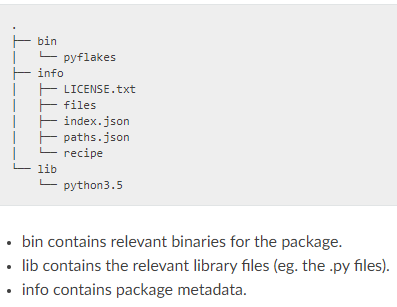 .
├── bin
│   └── pyflakes
├── info
│   ├── LICENSE.txt
│   ├── files
│   ├── index.json
│   ├── paths.json
│   └── recipe
└── lib
    └── python3.5
• bin contains relevant binaries for the package.
• lib contains the relevant library files (eg. the .py files).
• info contains package metadata.